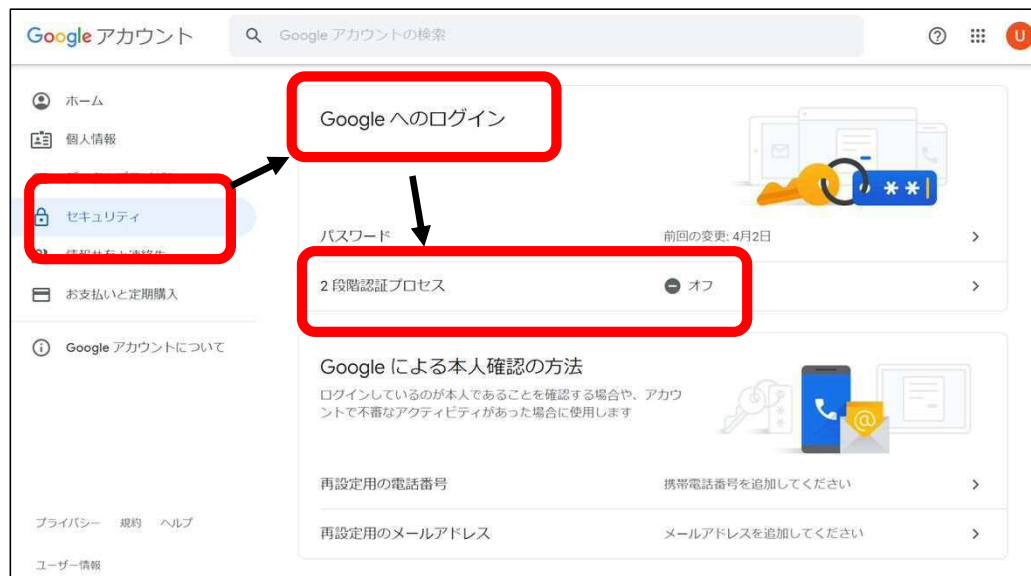 Google アカウント
Google アカウントの検索
U
ホーム
個人情報
セキュリティ
お支払いと定期購入
Google アカウントについて
プライバシー 規約 ヘルプ
ユーザー情報
Google へのログイン
**
パスワード 前回の変更: 4月2日
2 段階認証プロセス オフ
Google による本人確認の方法
ログインしているのが本人であることを確認する場合や、アカウ
ントで不審なアクティビティがあった場合に使用します
再設定用の電話番号 携帯電話番号を追加してください
再設定用のメールアドレス メールアドレスを追加してください